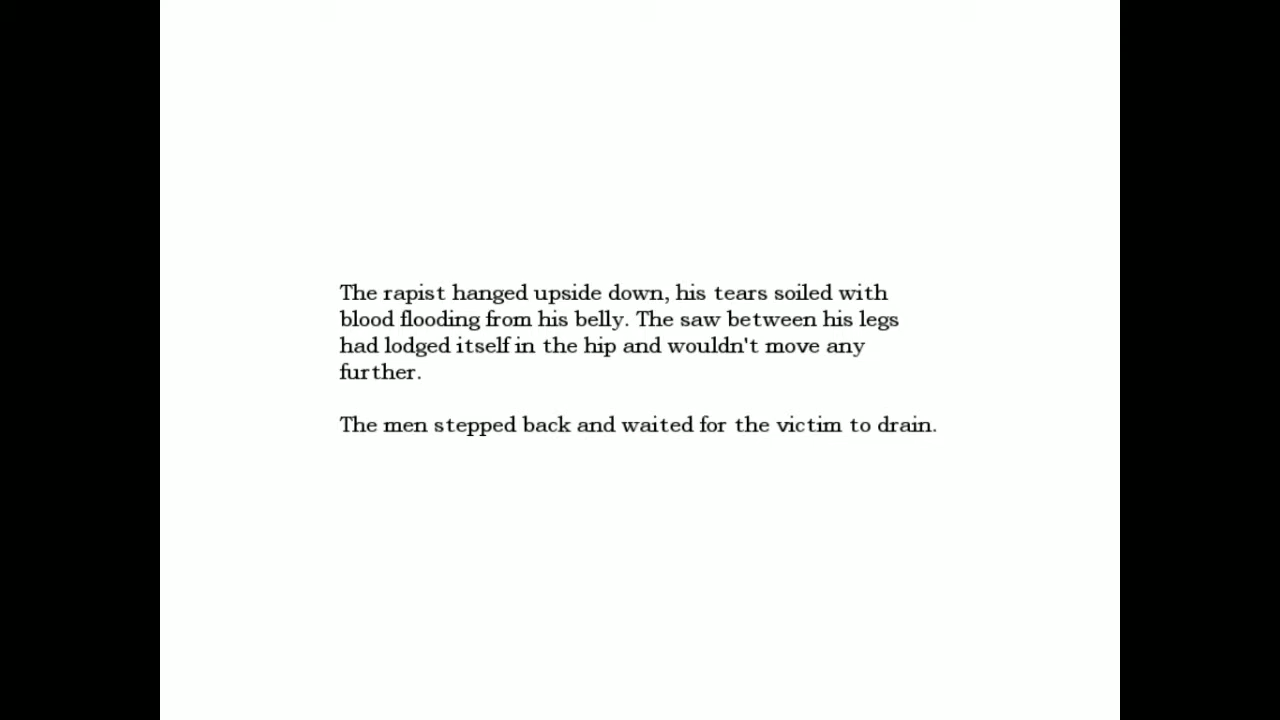 The rapist hanged upside down, his tears soiled with
blood flooding from his belly. The saw between his legs
had lodged itself in the hip and wouldn't move any
further.
The men stepped back and waited for the victim to drain.